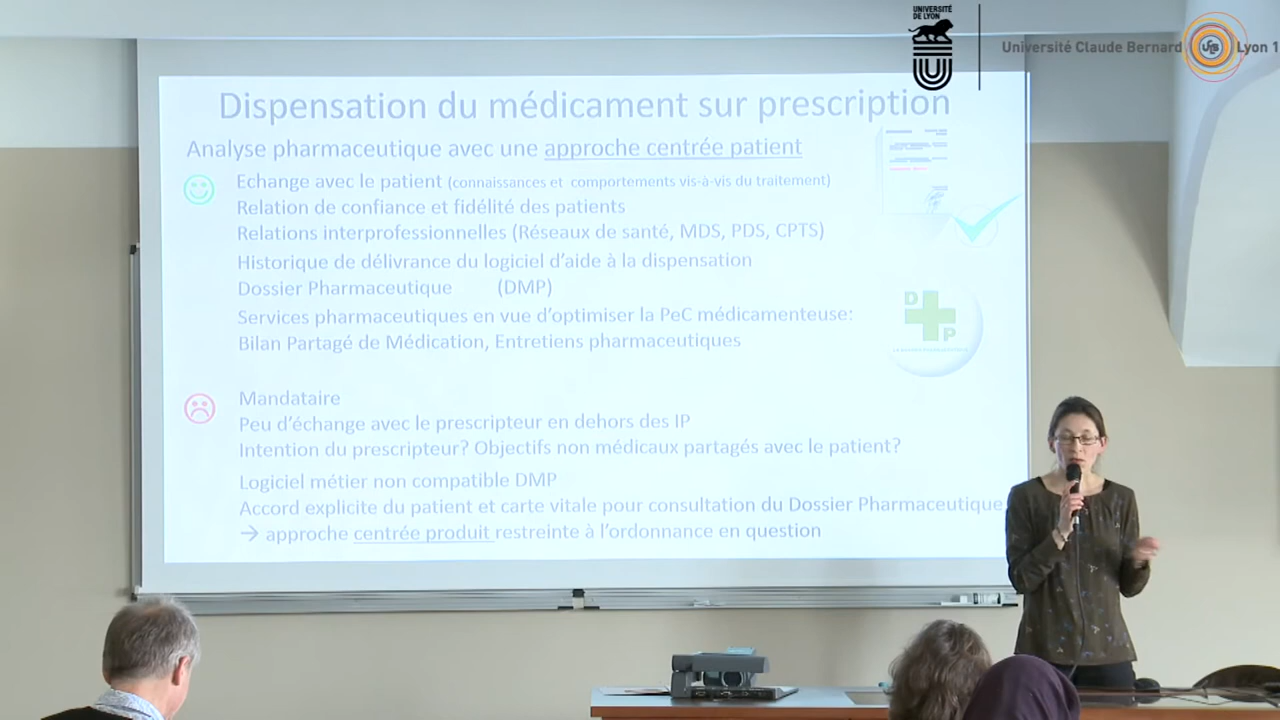 UNIVERSITÉ
DE LYON
Université Claude Bernard
UCB
Lyon 1
Dispensation du médicament sur prescription
Analyse pharmaceutique avec une approche centrée patient
Echange avec le patient (connaissances et comportements vis-à-vis du traitement)
Relation de confiance et fidélité des patients
Relations interprofessionnelles (Réseaux de santé, MDS, PDS, CPTS)
Historique de délivrance du logiciel d'aide à la dispensation
Dossier Pharmaceutique (DMP)
Services pharmaceutiques en vue d'optimiser la PeC médicamenteuse:
Bilan Partagé de Médication, Entretiens pharmaceutiques
D
P
Mandataire
Peu d'échange avec le prescripteur en dehors des IP
Intention du prescripteur? Objectifs non médicaux partagés avec le patient?
Logiciel métier non compatible DMP
Accord explicite du patient et carte vitale pour consultation du Dossier Pharmaceutique
→ approche centrée produit restreinte à l'ordonnance en question